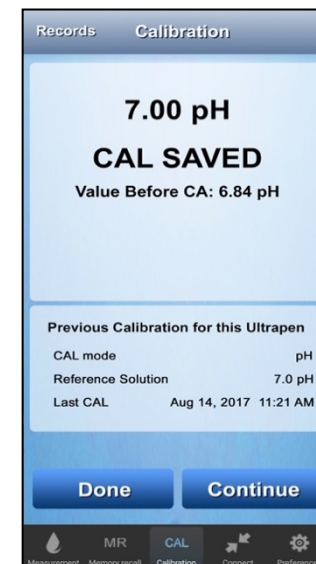 Records Calibration
7.00 pH
CAL SAVED
Value Before CA: 6.84 pH
Previous Calibration for this Ultrapen
CAL mode pH
Reference Solution 7.0 pH
Last CAL Aug 14, 2017 11:21 AM
Done Continue
MR CAL
Measurement Memory recall Calibration Connect Preference